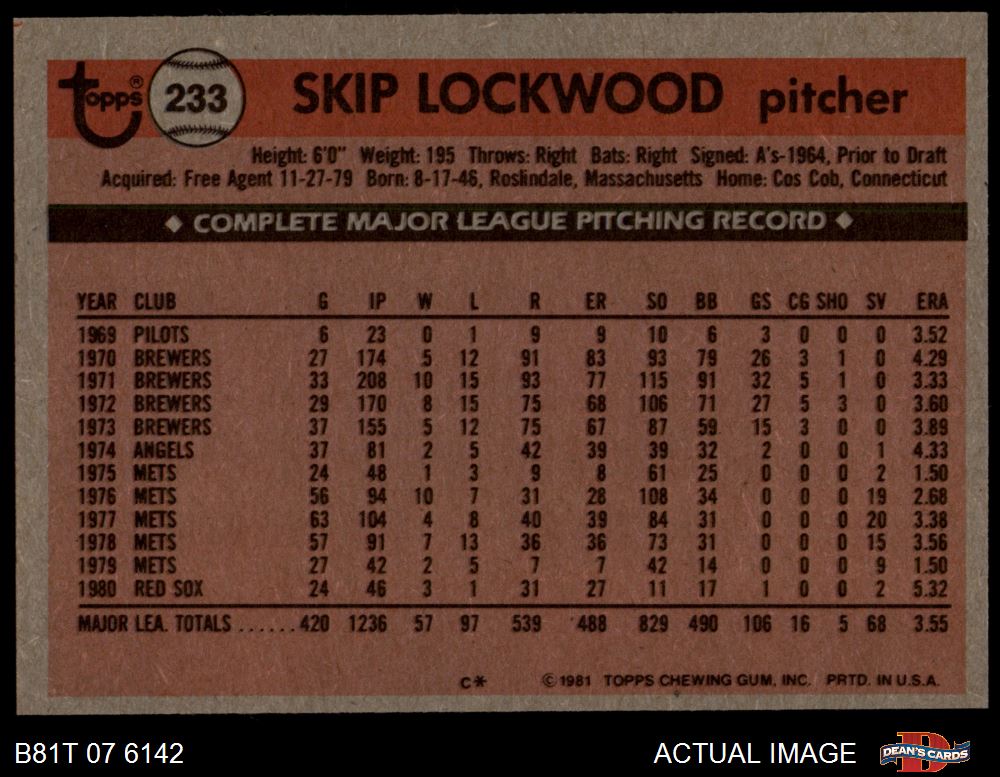 Topps® 233 SKIP LOCKWOOD pitcher
Height: 6'0" Weight: 195 Throws: Right Bats: Right Signed: A's-1964, Prior to Draft
Acquired: Free Agent 11-27-79 Born: 8-17-46, Roslindale, Massachusetts Home: Cos Cob, Connecticut
◆ COMPLETE MAJOR LEAGUE PITCHING RECORD ◆
YEAR CLUB G IP W L R ER SO BB GS CG SHO SV ERA
1969 PILOTS 6 23 0 1 9 9 10 6 3 0 0 0 3.52
1970 BREWERS 27 174 5 12 91 83 93 79 26 3 1 0 4.29
1971 BREWERS 33 208 10 15 93 77 115 91 32 5 1 0 3.33
1972 BREWERS 29 170 8 15 75 68 106 71 27 5 3 0 3.60
1973 BREWERS 37 155 5 12 75 67 87 59 15 3 0 0 3.89
1974 ANGELS 37 81 2 5 42 39 39 32 2 0 0 1 4.33
1975 METS 24 48 1 3 9 8 61 25 0 0 0 2 1.50
1976 METS 56 94 10 7 31 28 108 34 0 0 0 19 2.68
1977 METS 63 104 4 8 40 39 84 31 0 0 0 20 3.38
1978 METS 57 91 7 13 36 36 73 31 0 0 0 15 3.56
1979 METS 27 42 2 5 7 7 42 14 0 0 0 9 1.50
1980 RED SOX 24 46 3 1 31 27 11 17 1 0 0 2 5.32
MAJOR LEA. TOTALS ......420 1236 57 97 539 488 829 490 106 16 5 68 3.55
C* © 1981 TOPPS CHEWING GUM, INC. PRTD. IN U.S.A.
B81T 07 6142 ACTUAL IMAGE DEAN'S CARDS